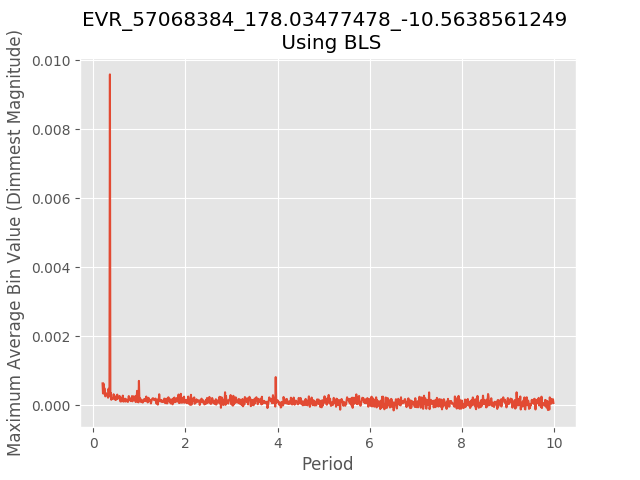 EVR_57068384_178.03477478_-10.5638561249
Using BLS
Maximum Average Bin Value (Dimmest Magnitude)
0.010
0.008
0.006
0.004
0.002
0.000
0 2 4 6 8 10
Period